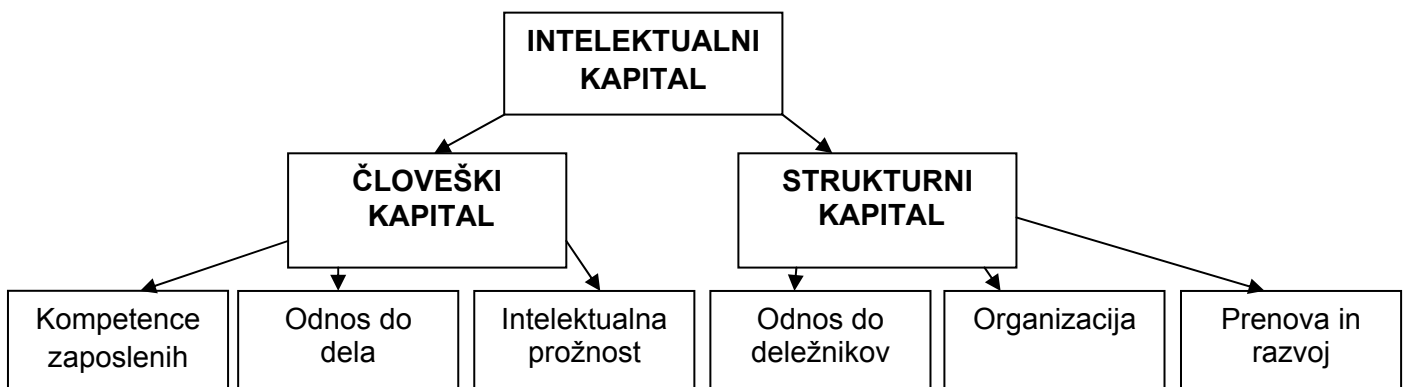 INTELEKTUALNI
KAPITAL
ČLOVEŠKI
KAPITAL
STRUKTURNI
KAPITAL
Kompetence
zaposlenih
Odnos do
dela
Intelektualna
prožnost
Odnos do
deležnikov
Organizacija
Prenova in
razvoj